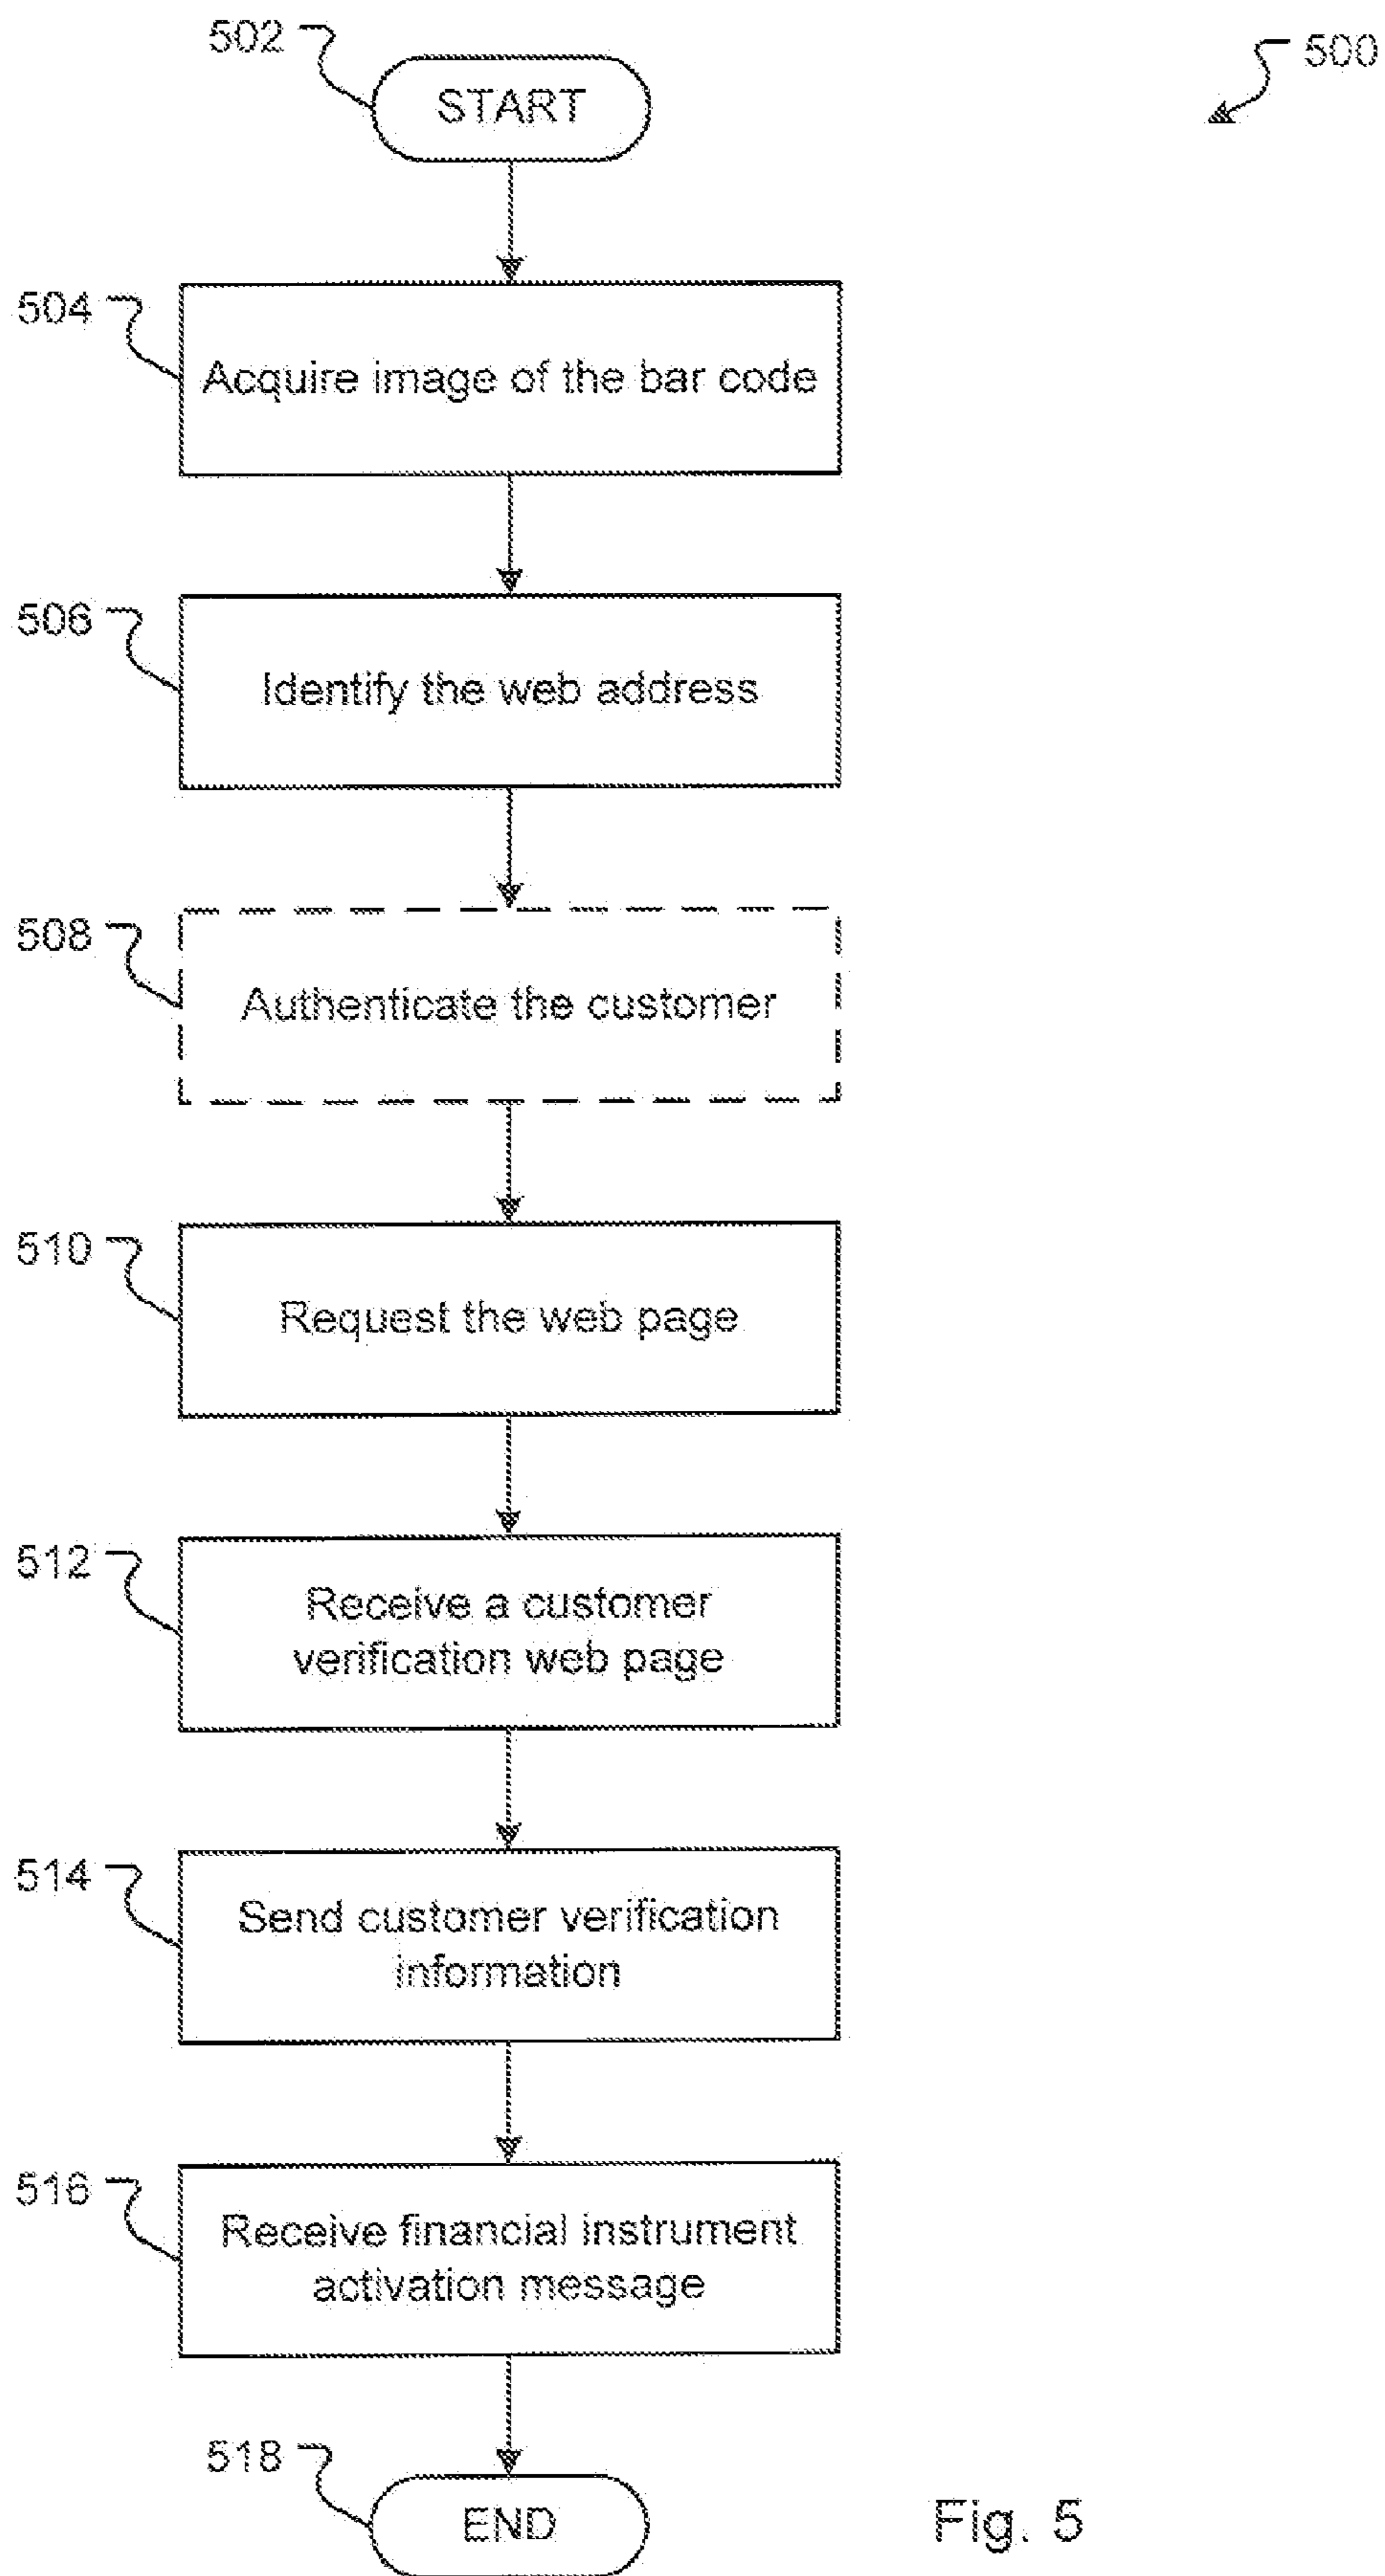 502
500
START
504
Acquire image of the bar code
506
Identify the web address
508
Authenticate the customer
510
Request the web page
512
Receive a customer
verification web page
514
Send customer verification
information
516
Receive financial instrument
activation message
518
END
Fig. 5